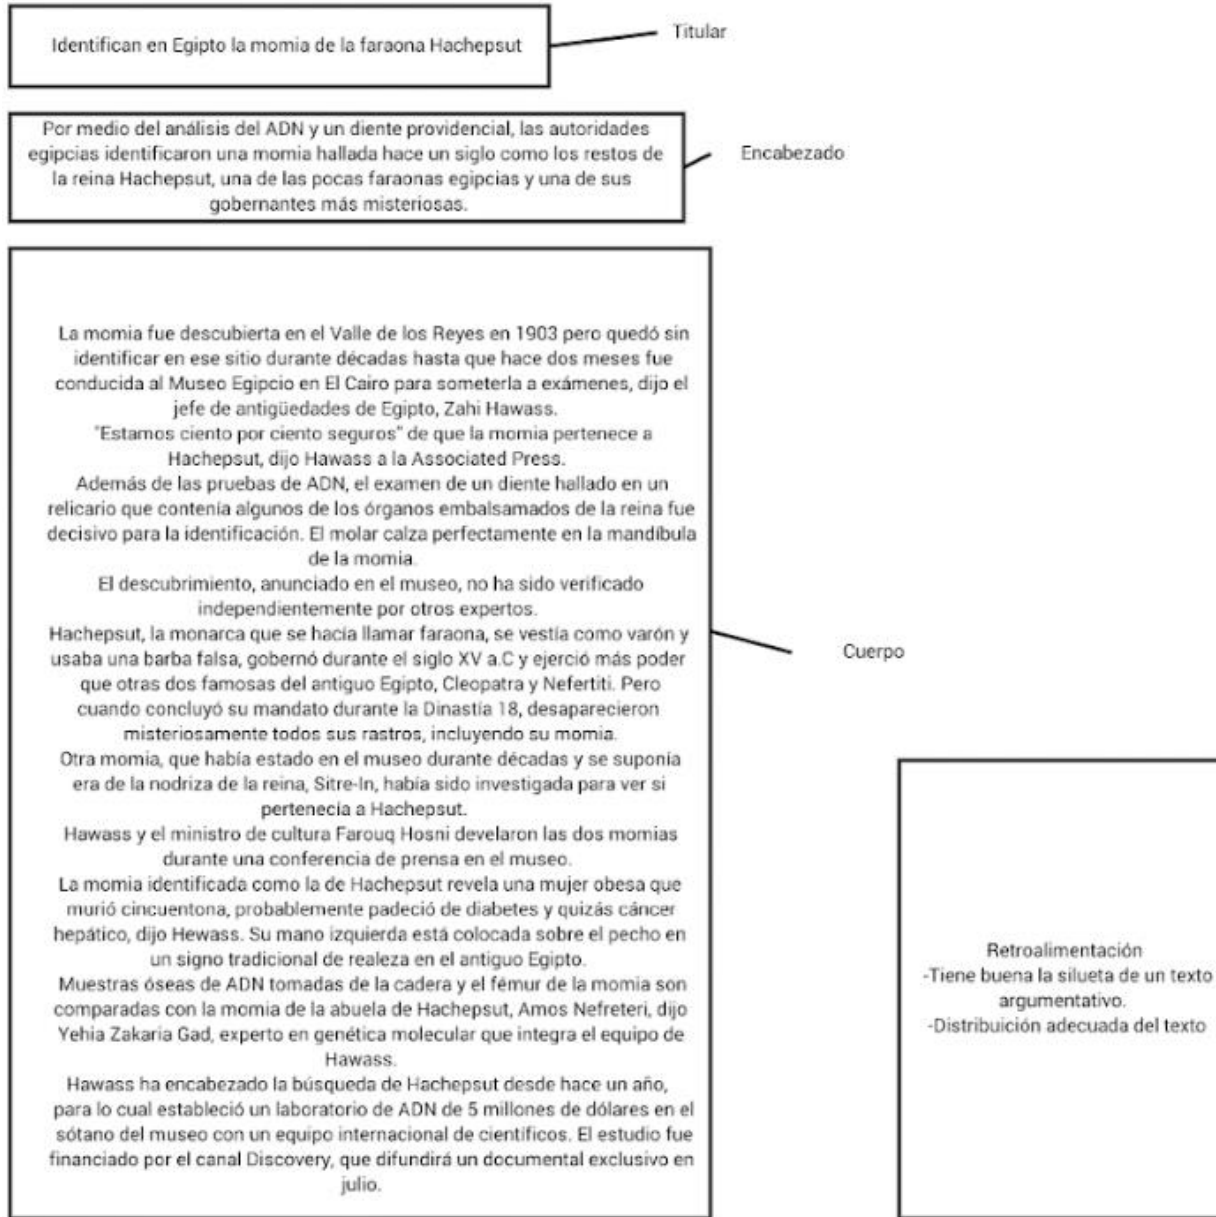 Identifican en Egipto la momia de la faraona Hachepsut
Titular
Por medio del análisis del ADN y un diente providencial, las autoridades
egipcias identificaron una momia hallada hace un siglo como los restos de
la reina Hachepsut, una de las pocas faraonas egipcias y una de sus
gobernantes más misteriosas.
Encabezado
La momia fue descubierta en el Valle de los Reyes en 1903 pero quedó sin
identificar en ese sitio durante décadas hasta que hace dos meses fue
conducida al Museo Egipcio en El Cairo para someterla a exámenes, dijo el
jefe de antigüedades de Egipto, Zahi Hawass.
"Estamos ciento por ciento seguros" de que la momia pertenece a
Hachepsut, dijo Hawass a la Associated Press.
Además de las pruebas de ADN, el examen de un diente hallado en un
relicario que contenía algunos de los órganos embalsamados de la reina fue
decisivo para la identificación. El molar calza perfectamente en la mandíbula
de la momia.
El descubrimiento, anunciado en el museo, no ha sido verificado
independientemente por otros expertos.
Hachepsut, la monarca que se hacía llamar faraona, se vestía como varón y
usaba una barba falsa, gobernó durante el siglo XV a.C y ejerció más poder
que otras dos famosas del antiguo Egipto, Cleopatra y Nefertiti. Pero
cuando concluyó su mandato durante la Dinastía 18, desaparecieron
misteriosamente todos sus rastros, incluyendo su momia.
Otra momia, que había estado en el museo durante décadas y se suponía
era de la nodriza de la reina, Sitre-In, había sido investigada para ver si
pertenecía a Hachepsut.
Hawass y el ministro de cultura Farouq Hosni develaron las dos momias
durante una conferencia de prensa en el museo.
La momia identificada como la de Hachepsut revela una mujer obesa que
murió cincuentona, probablemente padeció de diabetes y quizás cáncer
hepático, dijo Hewass. Su mano izquierda está colocada sobre el pecho en
un signo tradicional de realeza en el antiguo Egipto.
Muestras óseas de ADN tomadas de la cadera y el fémur de la momia son
comparadas con la momia de la abuela de Hachepsut, Amos Nefreteri, dijo
Yehia Zakaria Gad, experto en genética molecular que integra el equipo de
Hawass.
Hawass ha encabezado la búsqueda de Hachepsut desde hace un año,
para lo cual estableció un laboratorio de ADN de 5 millones de dólares en el
sótano del museo con un equipo internacional de científicos. El estudio fue
financiado por el canal Discovery, que difundirá un documental exclusivo en
julio.
Cuerpo
Retroalimentación
-Tiene buena la silueta de un texto
argumentativo.
-Distribuición adecuada del texto